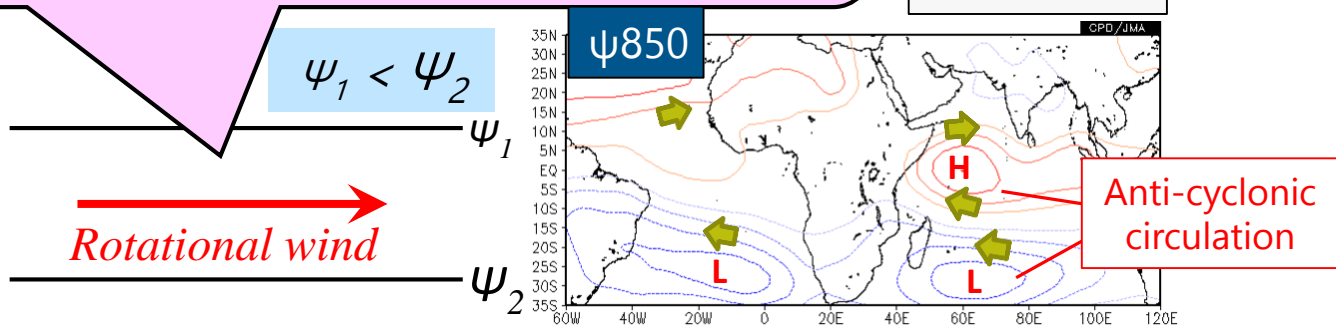 ψ1 < ψ2
ψ1
Rotational wind
ψ2
ψ850
CPD/JMA
35N
30N
25N
20N
15N
10N
5N
EQ
5S
10S
15S
20S
25S
30S
35S
60W 40W 20W 0 20E 40E 60E 80E 100E 120E
H
L
L
Anti-cyclonic
circulation